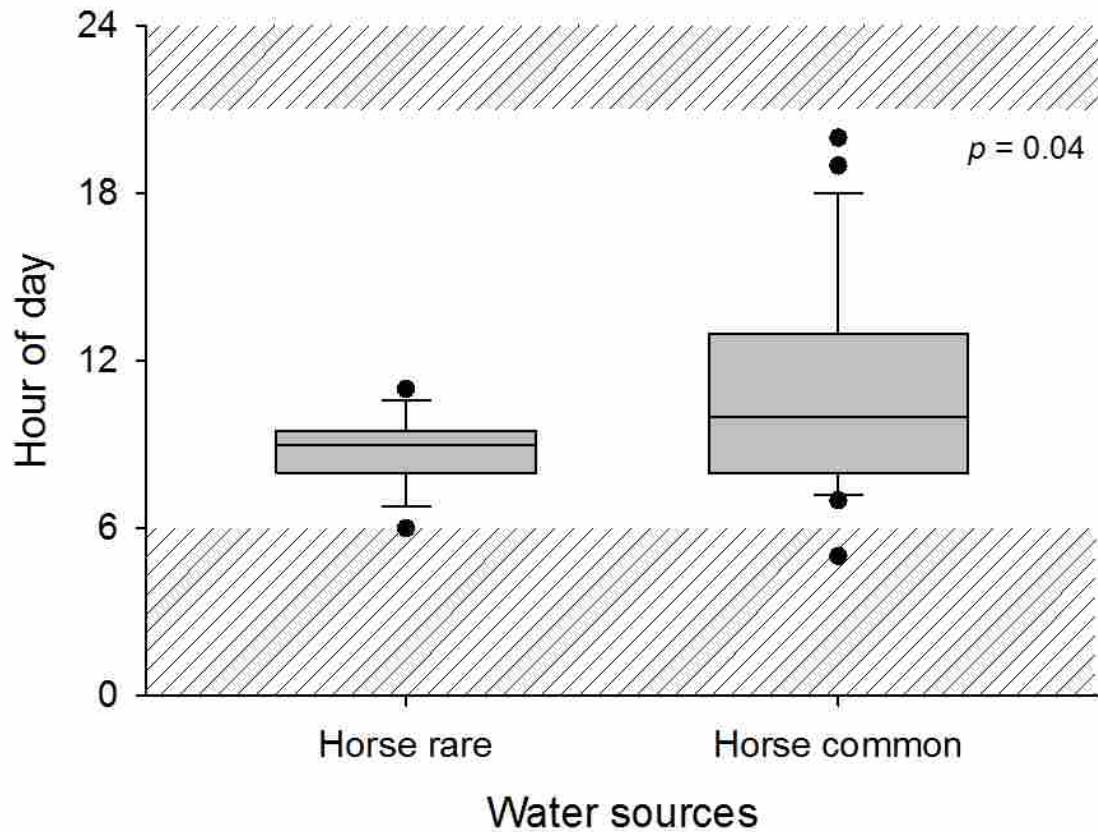 24
18
12
6
0
Hour of day
p = 0.04
Horse rare
Horse common
Water sources